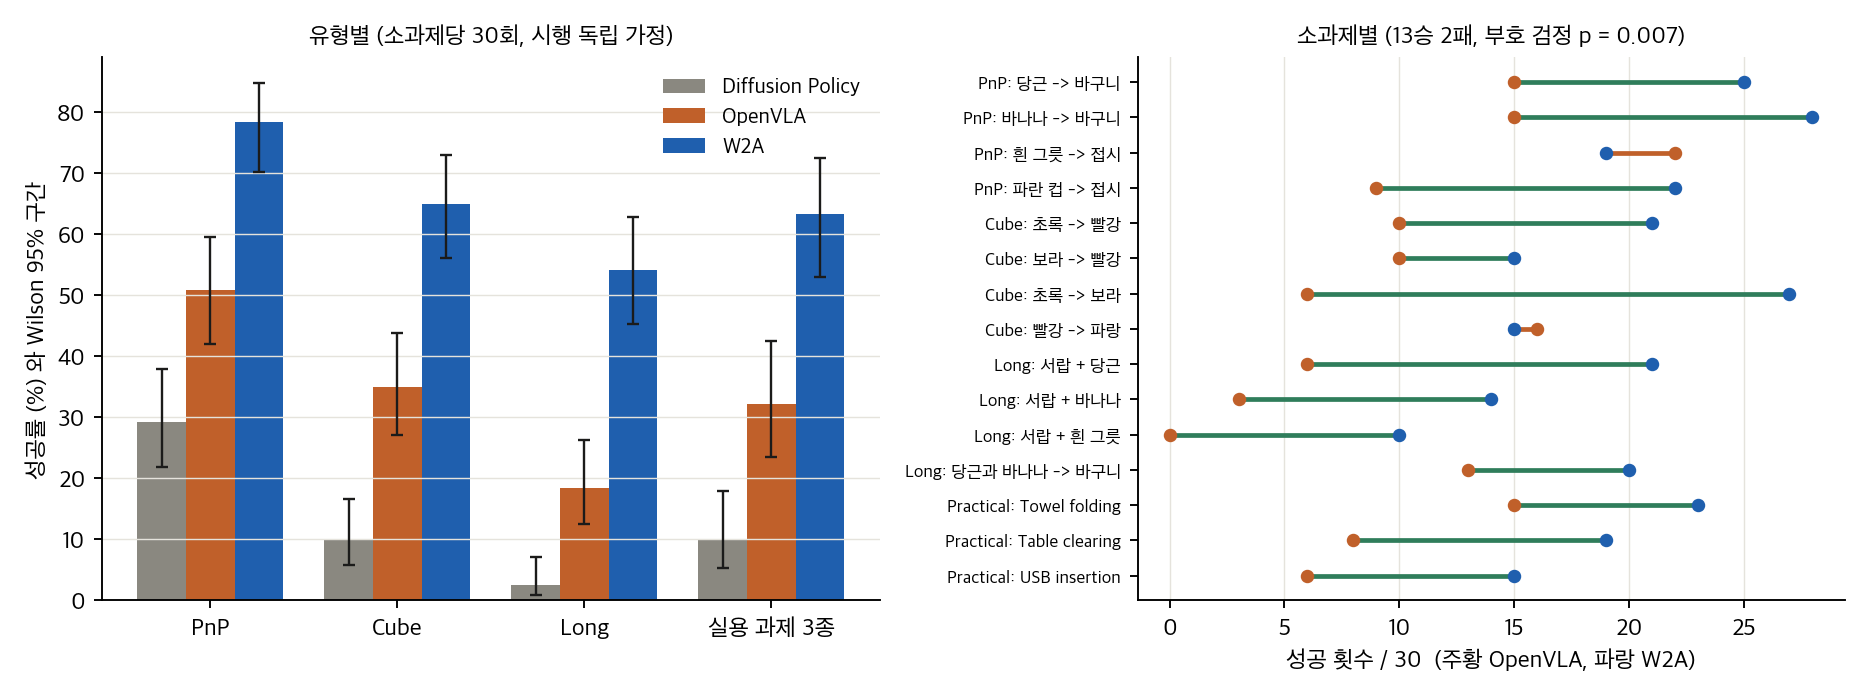 유형별 (소과제당 30회, 시행 독립 가정)
성공률 (%) 와 Wilson 95% 구간
80
70
60
50
40
30
20
10
0
Diffusion Policy
OpenVLA
W2A
PnP
Cube
Long
실용 과제 3종
소과제별 (13승 2패, 부호 검정 p = 0.007)
PnP: 당근 -> 바구니
PnP: 바나나 -> 바구니
PnP: 흰 그릇 -> 접시
PnP: 파란 컵 -> 접시
Cube: 초록 -> 빨강
Cube: 보라 -> 빨강
Cube: 초록 -> 보라
Cube: 빨강 -> 파랑
Long: 서랍 + 당근
Long: 서랍 + 바나나
Long: 서랍 + 흰 그릇
Long: 당근과 바나나 -> 바구니
Practical: Towel folding
Practical: Table clearing
Practical: USB insertion
0
5
10
15
20
25
성공 횟수 / 30  (주황 OpenVLA, 파랑 W2A)